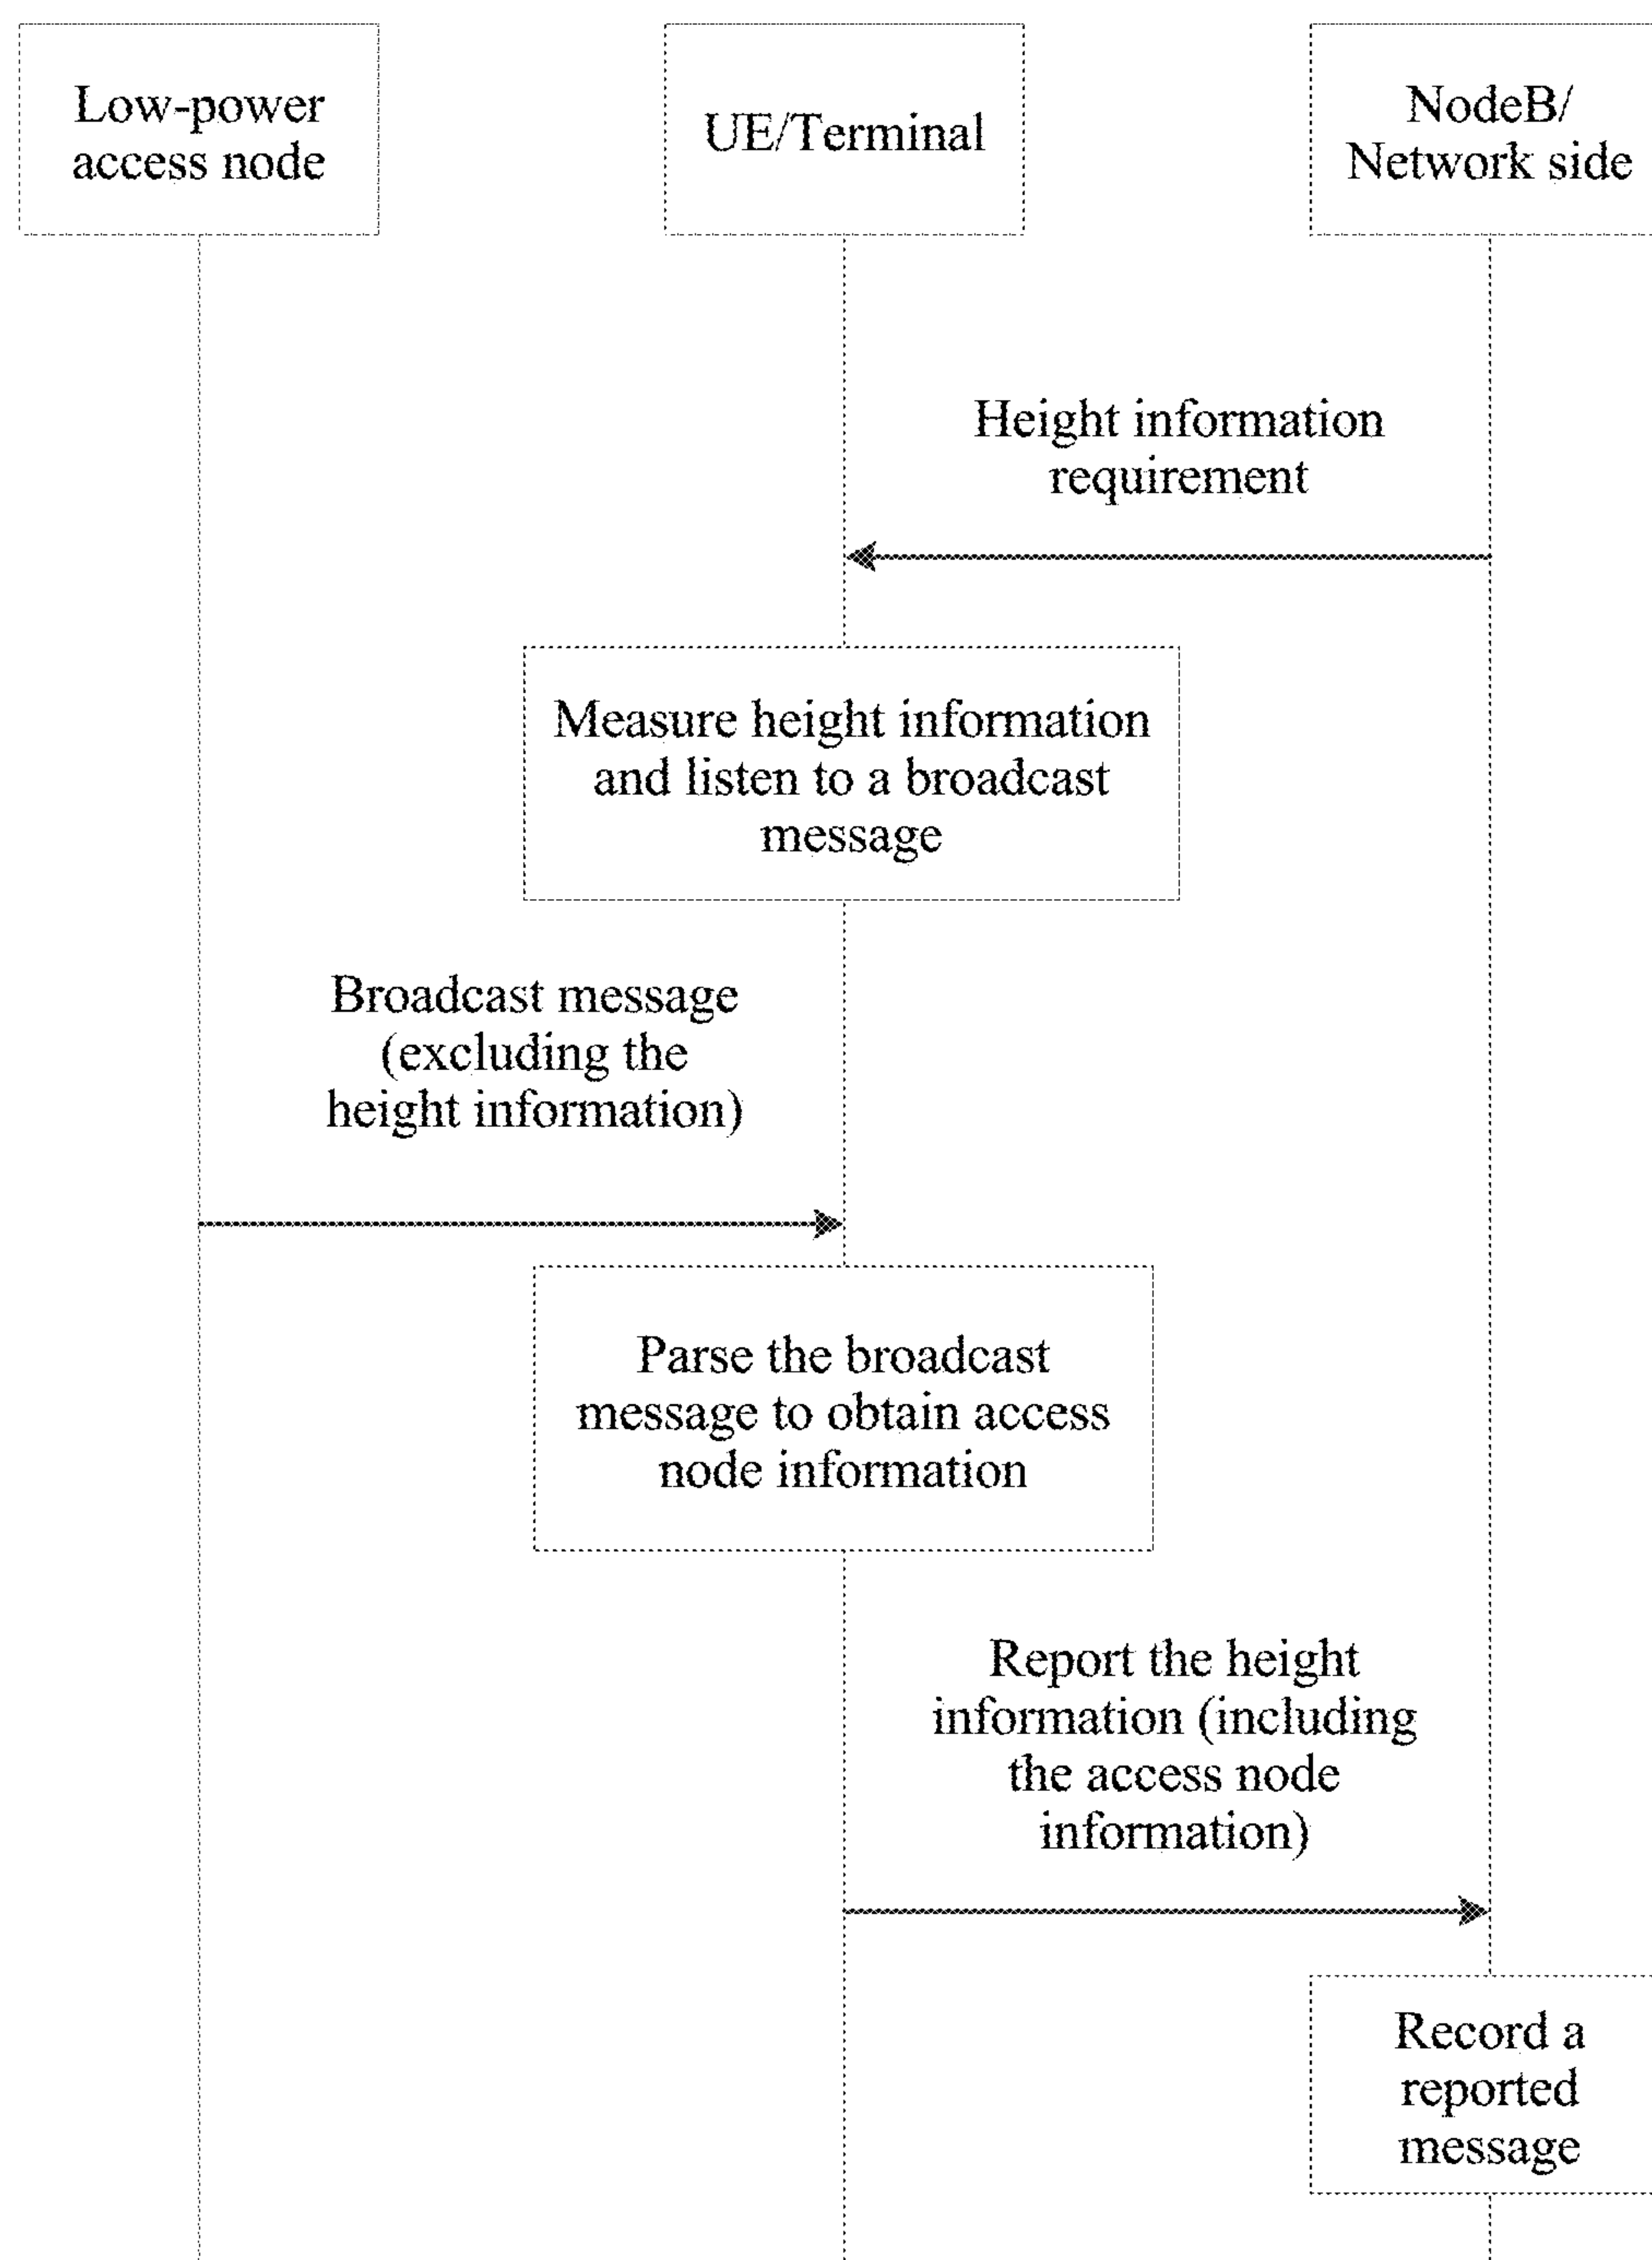 Low-power
access node
UE/Terminal
NodeB/
Network side
Height information
requirement
Measure height information
and listen to a broadcast
message
Broadcast message
(excluding the
height information)
Parse the broadcast
message to obtain access
node information
Report the height
information (including
the access node
information)
Record a
reported
message